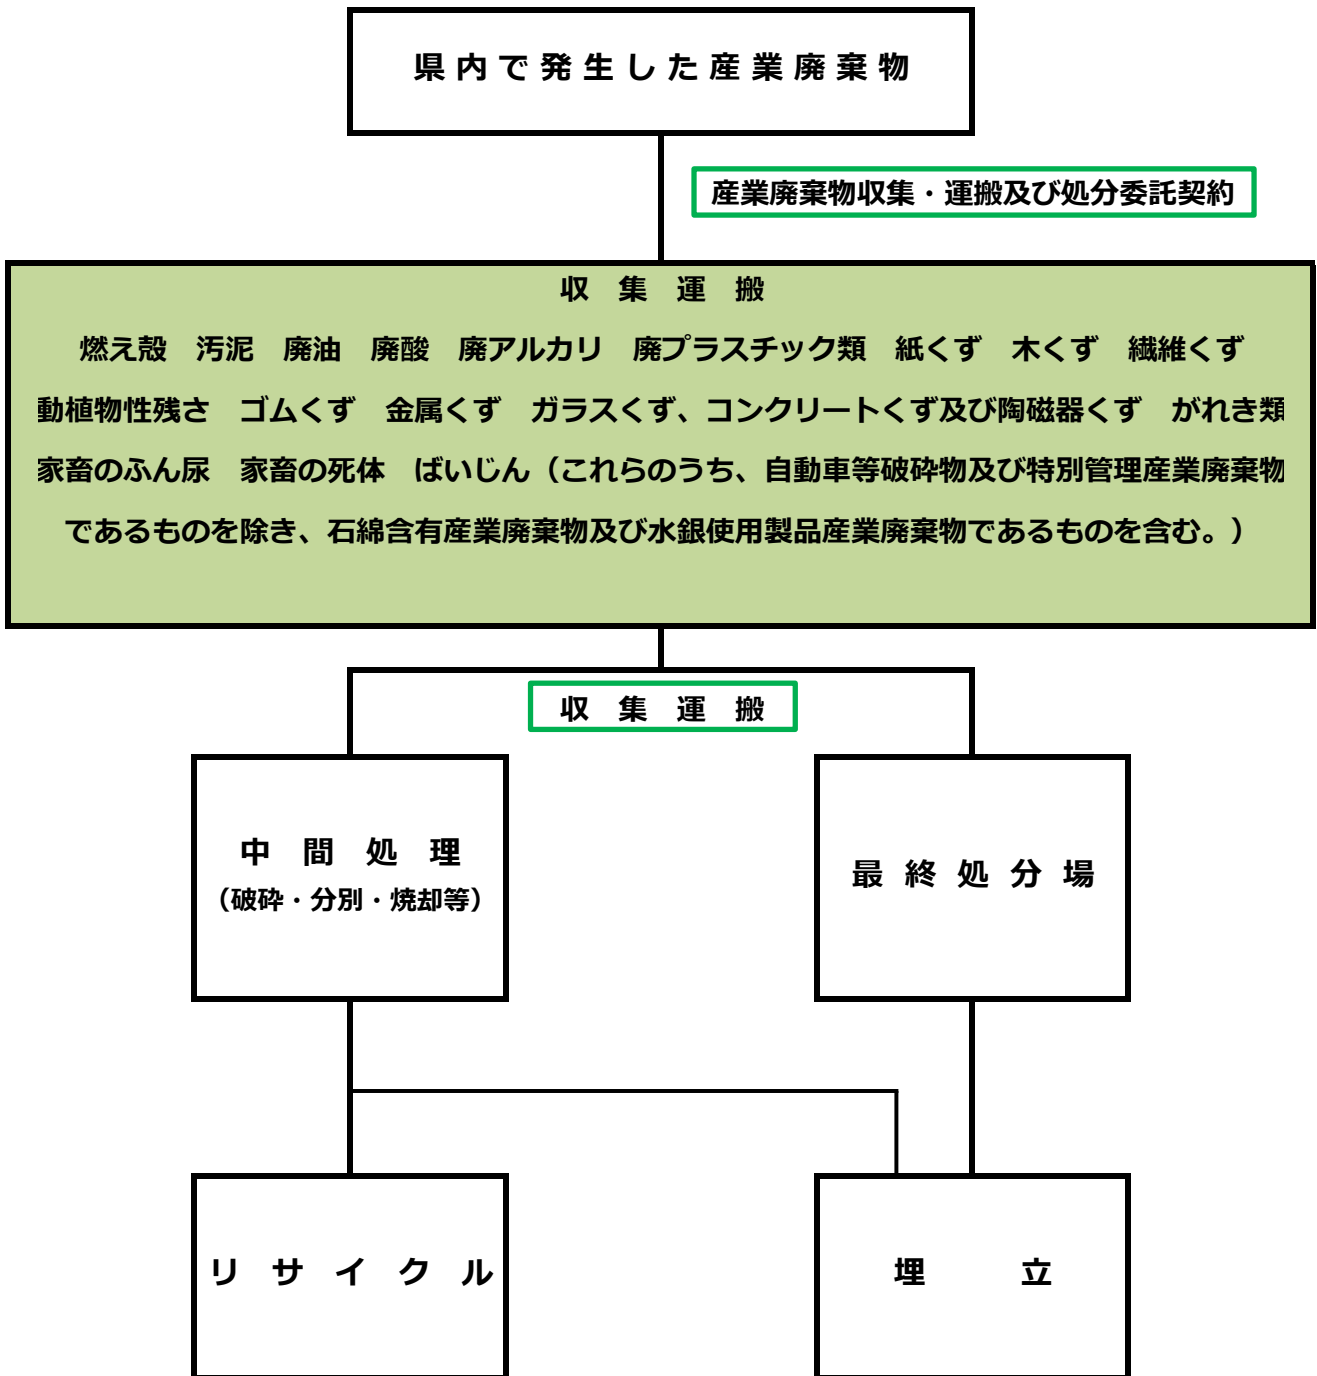 県内で発生した産業廃棄物
産業廃棄物収集・運搬及び処分委託契約
収集運搬
燃え殻　汚泥　廃油　廃酸　廃アルカリ　廃プラスチック類　紙くず　木くず　繊維くず
動植物性残さ　ゴムくず　金属くず　ガラスくず、コンクリートくず及び陶磁器くず　がれき類
家畜のふん尿　家畜の死体　ばいじん（これらのうち、自動車等破砕物及び特別管理産業廃棄物
であるものを除き、石綿含有産業廃棄物及び水銀使用製品産業廃棄物であるものを含む。）
収集運搬
中間処理
（破砕・分別・焼却等）
最終処分場
リサイクル
埋立